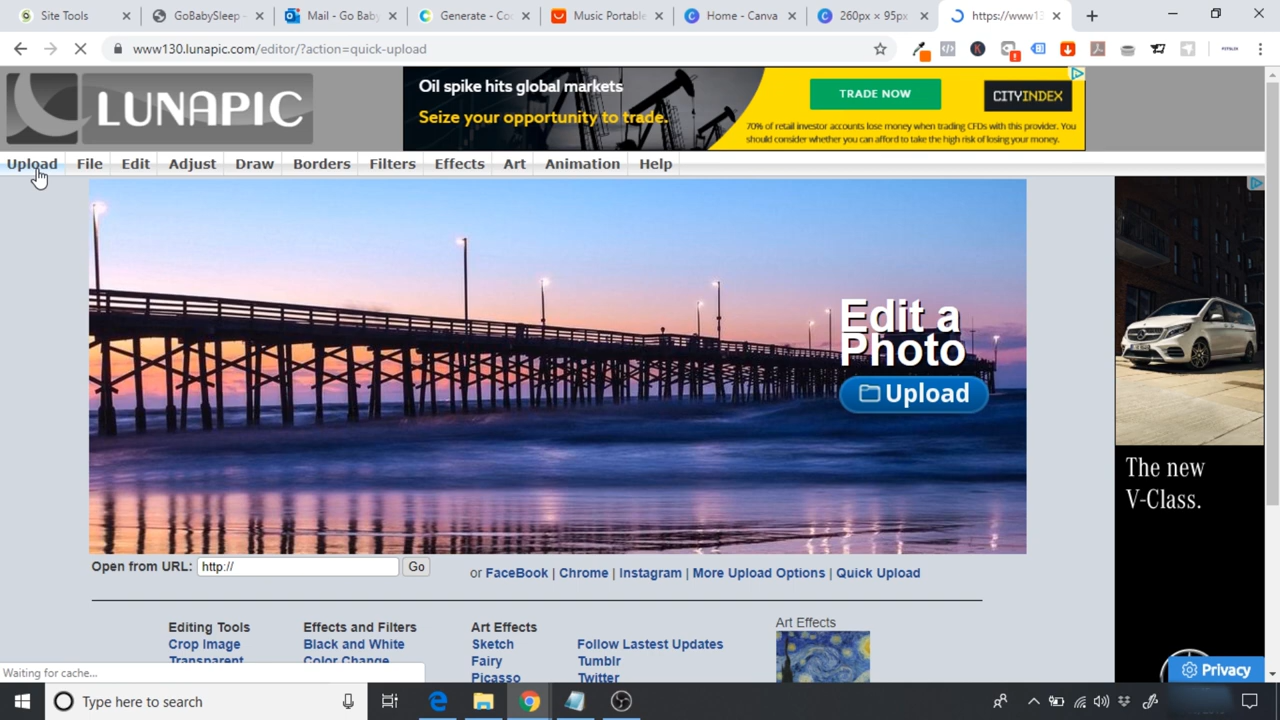 Site Tools
GoBabySleep -
Mail - Go Bab
Generate - Co
Music Portable
Home - Canva
260px × 95px
https://www13
www130.lunapic.com/editor/?action=quick-upload
LUNAPIC
Oil spike hits global markets
Seize your opportunity to trade.
TRADE NOW
CITYINDEX
70% of retail investor accounts lose money when trading CFDs with this provider. You
should consider whether you can afford to take the high risk of losing your money.
Upload File Edit Adjust Draw Borders Filters Effects Art Animation Help
Edit a
Photo
Upload
The new
V-Class.
Open from URL: http:// Go
or FaceBook | Chrome | Instagram | More Upload Options | Quick Upload
Editing Tools
Crop Image
Transparent
Effects and Filters
Black and White
Color Change
Art Effects
Sketch
Fairy
Picasso
Follow Lastest Updates
Tumblr
Twitter
Art Effects
Privacy
Waiting for cache...
Type here to search